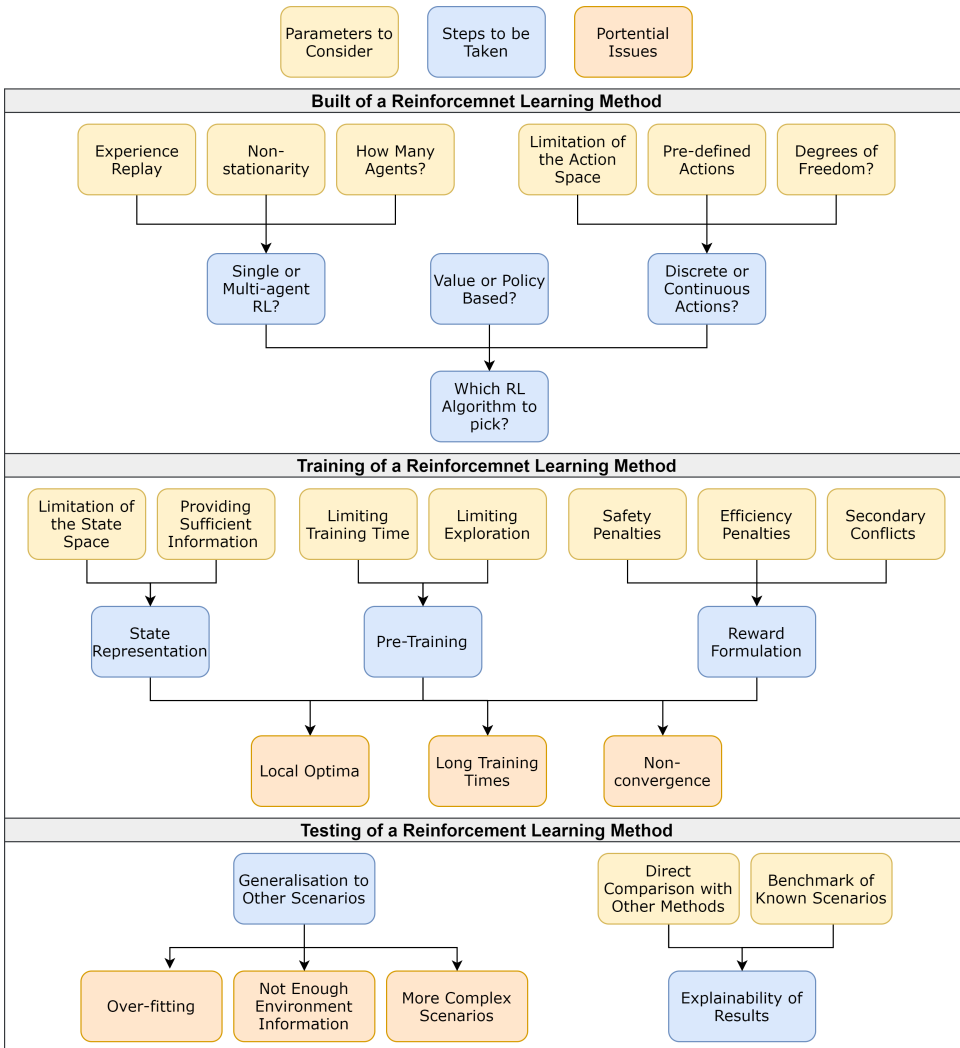 Parameters to
Consider
Steps to be
Taken
Portential
Issues
Built of a Reinforcemnet Learning Method
Experience
Replay
Non-
stationarity
How Many
Agents?
Limitation of
the Action
Space
Pre-defined
Actions
Degrees of
Freedom?
Single or
Multi-agent
RL?
Value or Policy
Based?
Discrete or
Continuous
Actions?
Which RL
Algorithm to
pick?
Training of a Reinforcemnet Learning Method
Limitation of
the State
Space
Providing
Sufficient
Information
Limiting
Training Time
Limiting
Exploration
Safety
Penalties
Efficiency
Penalties
Secondary
Conflicts
State
Representation
Pre-Training
Reward
Formulation
Local Optima
Long Training
Times
Non-
convergence
Testing of a Reinforcement Learning Method
Generalisation to
Other Scenarios
Direct
Comparison with
Other Methods
Benchmark of
Known Scenarios
Over-fitting
Not Enough
Environment
Information
More Complex
Scenarios
Explainability of
Results